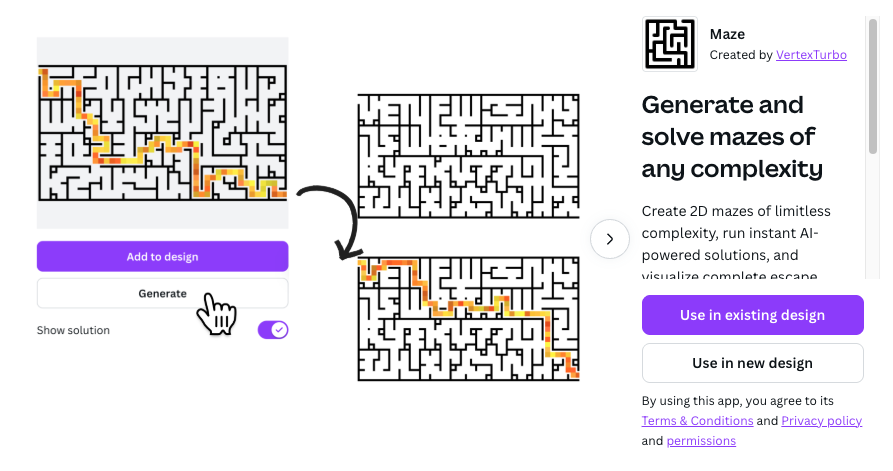 Add to design
Generate
Show solution
Maze
Created by VertexTurbo
Generate and
solve mazes of
any complexity
Create 2D mazes of limitless
complexity, run instant AI-
powered solutions, and
visualize complete escape
Use in existing design
Use in new design
By using this app, you agree to its
Terms & Conditions and Privacy policy
and permissions